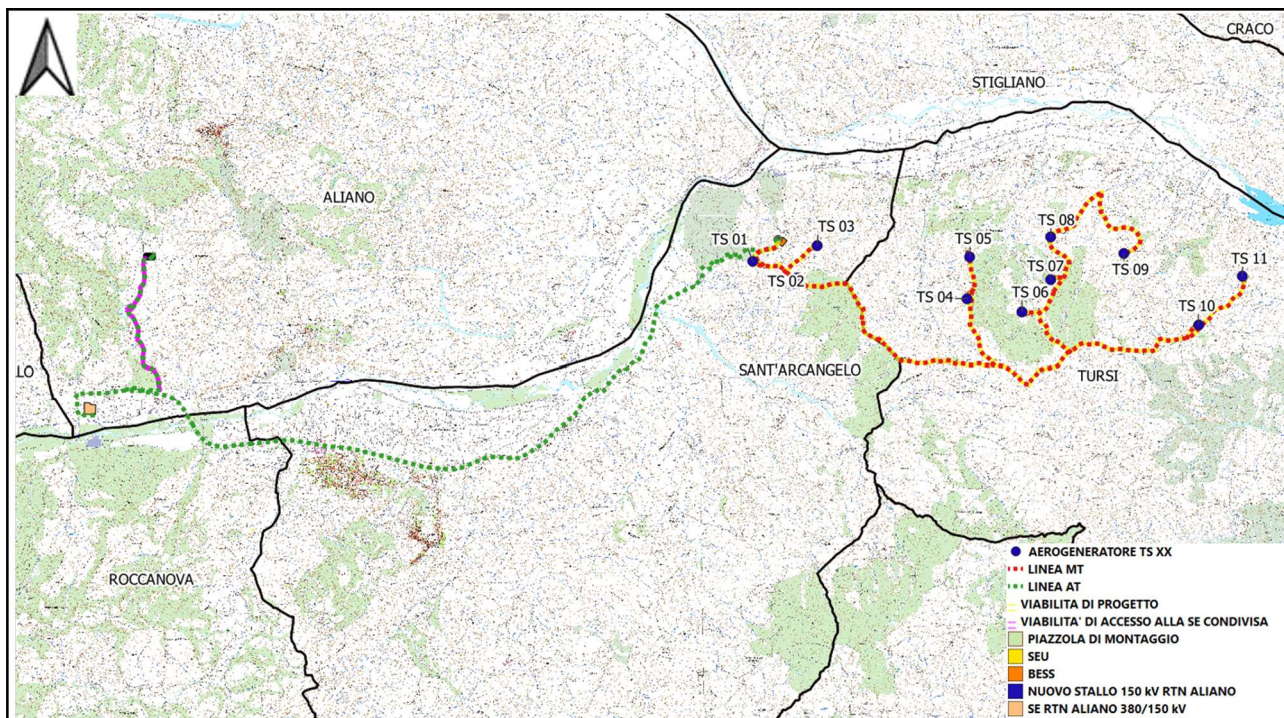 CRACO
STIGLIANO
ALIANO
TS 01
TS 03
TS 02
TS 05
TS 04
TS 08
TS 07
TS 06
TS 09
TS 11
TS 10
LO
SANT'ARCANGELO
TURSI
ROCCANOVA
AEROGENERATORE TS XX
LINEA MT
LINEA AT
VIABILITA DI PROGETTO
VIABILITA' DI ACCESSO ALLA SE CONDIVISA
PIAZZOLA DI MONTAGGIO
SEU
BESS
NUOVO STALLO 150 kV RTN ALIANO
SE RTN ALIANO 380/150 kV